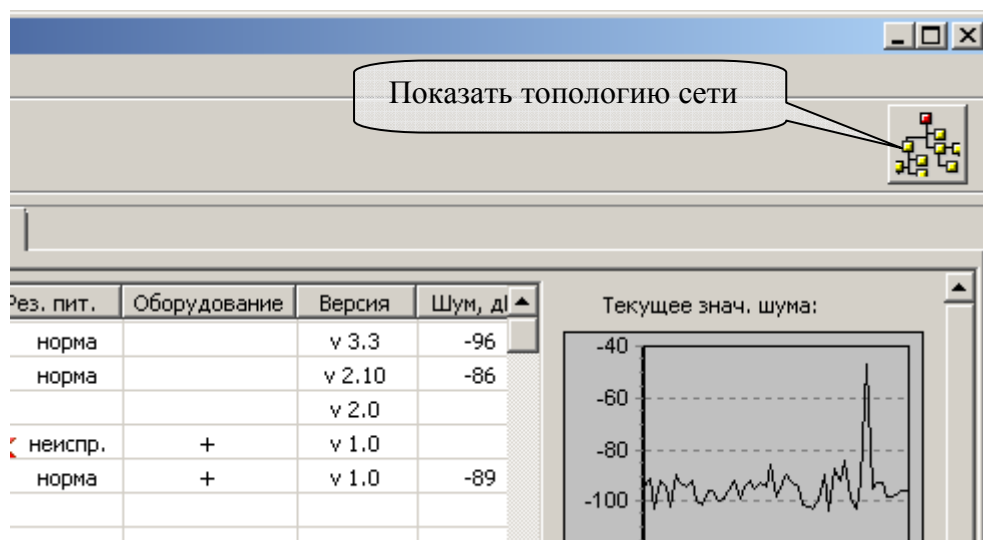 Показать топологию сети
Рез. пит. Оборудование Версия Шум, д
Текущее знач. шума:
норма v 3.3 -96
норма v 2.10 -86
v 2.0
неиспр. + v 1.0
норма + v 1.0 -89
-40
-60
-80
-100